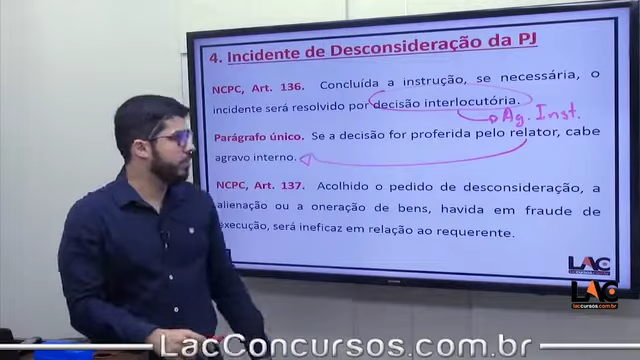 4. Incidente de Desconsideração da PJ
NCPC, Art. 136. Concluída a instrução, se necessária, o
incidente será resolvido por decisão interlocutória.
Ag. Inst.
Parágrafo único. Se a decisão for proferida pelo relator, cabe
agravo interno.
NCPC, Art. 137. Acolhido o pedido de desconsideração, a
alienação ou a oneração de bens, havida em fraude de
execução, será ineficaz em relação ao requerente.
LAC
LAC
laccursos.com.br
LacConcursos.com.br